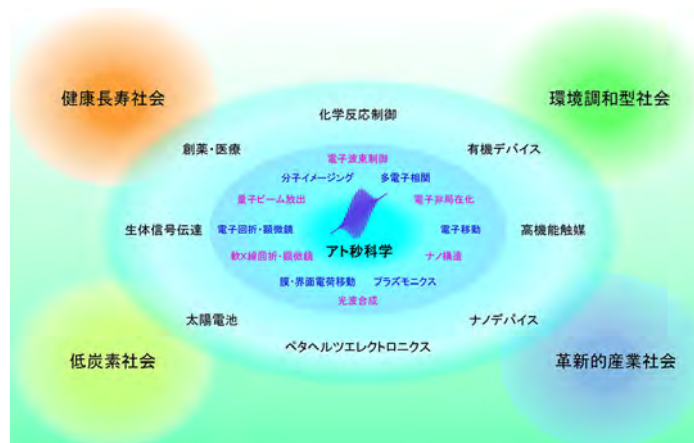 健康長寿社会
環境調和型社会
化学反応制御
創薬・医療
有機デバイス
電子波束制御
分子イメージング
多電子相関
量子ビーム放出
電子非局在化
生体信号伝達
電子回折・顕微鏡
電子移動
高機能触媒
アト秒科学
軟X線回折・顕微鏡
ナノ構造
膜・界面電荷移動
プラズモニクス
光波合成
太陽電池
ナノデバイス
ペタヘルツエレクトロニクス
低炭素社会
革新的産業社会